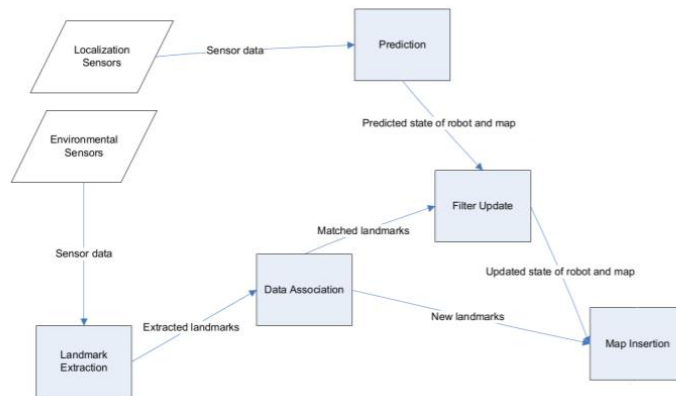 Localization
Sensors
Sensor data
Prediction
Environmental
Sensors
Predicted state of robot and map
Filter Update
Matched landmarks
Sensor data
Data Association
Updated state of robot and map
Extracted landmarks
New landmarks
Landmark
Extraction
Map Insertion